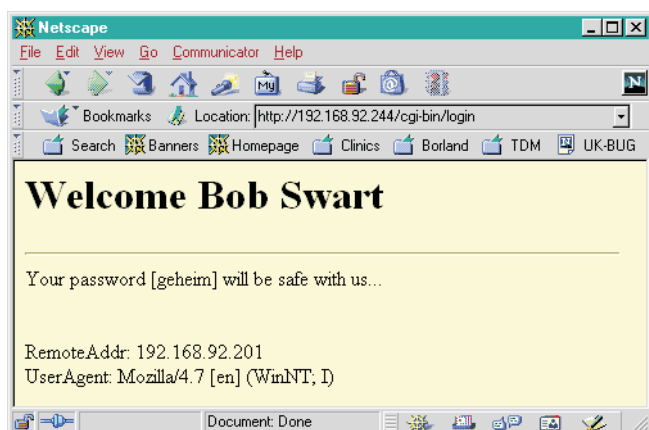 Netscape
File Edit View Go Communicator Help
My
N
Bookmarks Location: http://192.168.92.244/cgi-bin/login
Search Banners Homepage Clinics Borland TDM UK-BUG
Welcome Bob Swart
Your password [geheim] will be safe with us...
RemoteAddr: 192.168.92.201
UserAgent: Mozilla/4.7 [en] (WinNT; I)
Document: Done